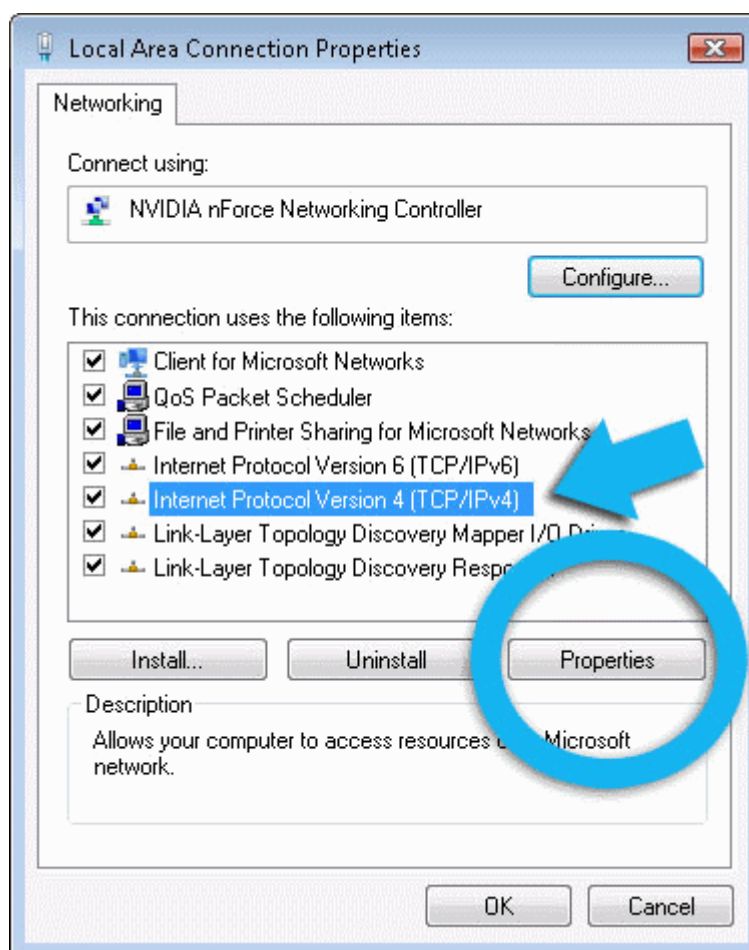 Local Area Connection Properties
Networking
Connect using:
NVIDIA nForce Networking Controller
Configure...
This connection uses the following items:
Client for Microsoft Networks
QoS Packet Scheduler
File and Printer Sharing for Microsoft Networks
Internet Protocol Version 6 (TCP/IPv6)
Internet Protocol Version 4 (TCP/IPv4)
Link-Layer Topology Discovery Mapper I/O
Link-Layer Topology Discovery
Install...
Uninstall
Properties
Description
Allows your computer to access resources Microsoft
network.
OK
Cancel